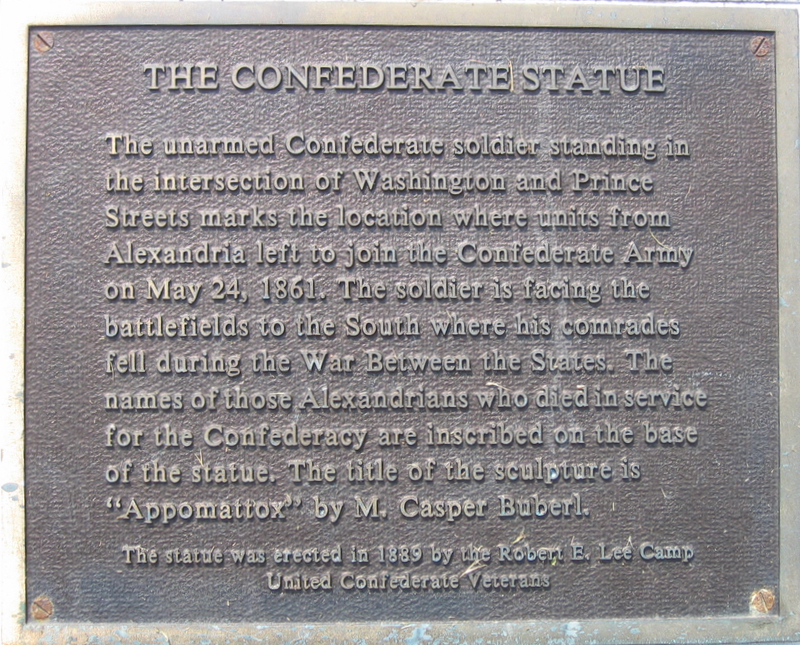 THE CONFEDERATE STATUE
The unarmed Confederate soldier standing in
the intersection of Washington and Prince
Streets marks the location where units from
Alexandria left to join the Confederate Army
on May 24, 1861. The soldier is facing the
battlefields to the South where his comrades
fell during the War Between the States. The
names of those Alexandrians who died in service
for the Confederacy are inscribed on the base
of the statue. The title of the sculpture is
"Appomattox" by M. Casper Buberl.
The statue was erected in 1889 by the Robert E. Lee Camp
United Confederate Veterans